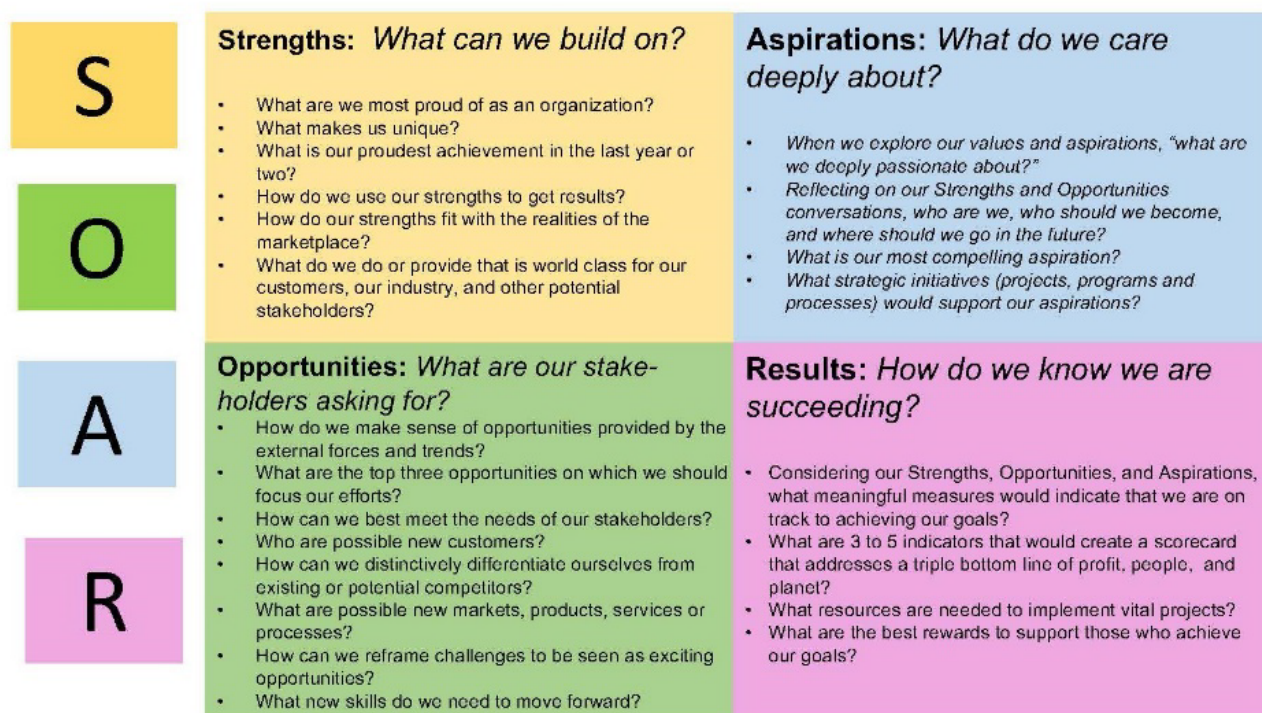 S
O
A
R
Strengths: What can we build on?
• What are we most proud of as an organization?
• What makes us unique?
• What is our proudest achievement in the last year or
two?
• How do we use our strengths to get results?
• How do our strengths fit with the realities of the
marketplace?
• What do we do or provide that is world class for our
customers, our industry, and other potential
stakeholders?
Aspirations: What do we care
deeply about?
• When we explore our values and aspirations, “what are
we deeply passionate about?”
• Reflecting on our Strengths and Opportunities
conversations, who are we, who should we become,
and where should we go in the future?
• What is our most compelling aspiration?
• What strategic initiatives (projects, programs and
processes) would support our aspirations?
Opportunities: What are our stake-
holders asking for?
• How do we make sense of opportunities provided by the
external forces and trends?
• What are the top three opportunities on which we should
focus our efforts?
• How can we best meet the needs of our stakeholders?
• Who are possible new customers?
• How can we distinctively differentiate ourselves from
existing or potential competitors?
• What are possible new markets, products, services or
processes?
• How can we reframe challenges to be seen as exciting
opportunities?
• What new skills do we need to move forward?
Results: How do we know we are
succeeding?
• Considering our Strengths, Opportunities, and Aspirations,
what meaningful measures would indicate that we are on
track to achieving our goals?
• What are 3 to 5 indicators that would create a scorecard
that addresses a triple bottom line of profit, people, and
planet?
• What resources are needed to implement vital projects?
• What are the best rewards to support those who achieve
our goals?